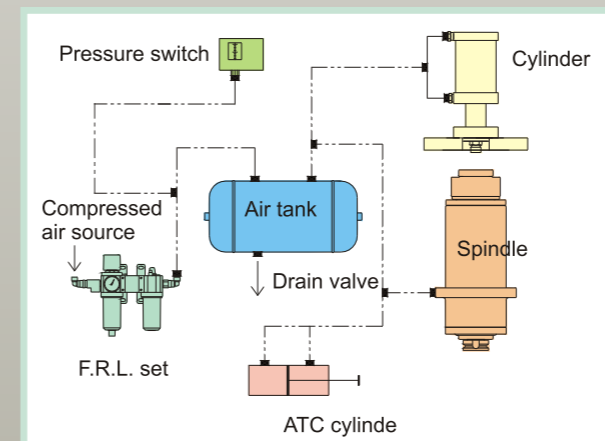 Pressure switch
Cylinder
Compressed
air source
Air tank
Spindle
Drain valve
F.R.L. set
ATC cylinde